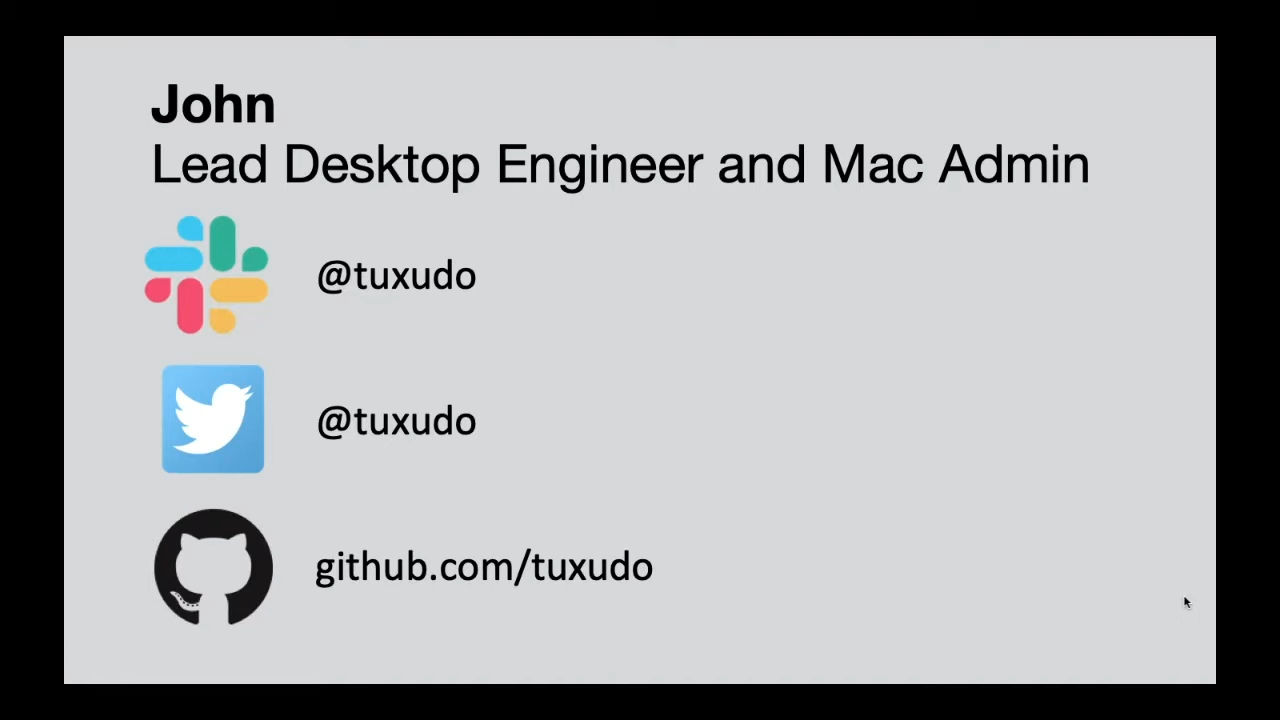 John
Lead Desktop Engineer and Mac Admin
@tuxudo
@tuxudo
github.com/tuxudo